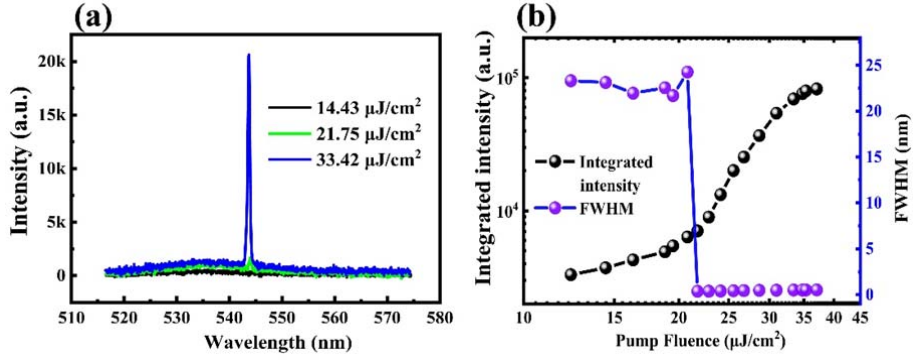 (a)
Intensity (a.u.)
20k
15k
10k
5k
0
14.43 μJ/cm²
21.75 μJ/cm²
33.42 μJ/cm²
510 520 530 540 550 560 570 580
Wavelength (nm)
(b)
Integrated intensity (a.u.)
10⁵
10⁴
Integrated
intensity
FWHM
25
20
15
10
5
0
FWHM (nm)
10 15 20 25 30 35 40 45
Pump Fluence (μJ/cm²)